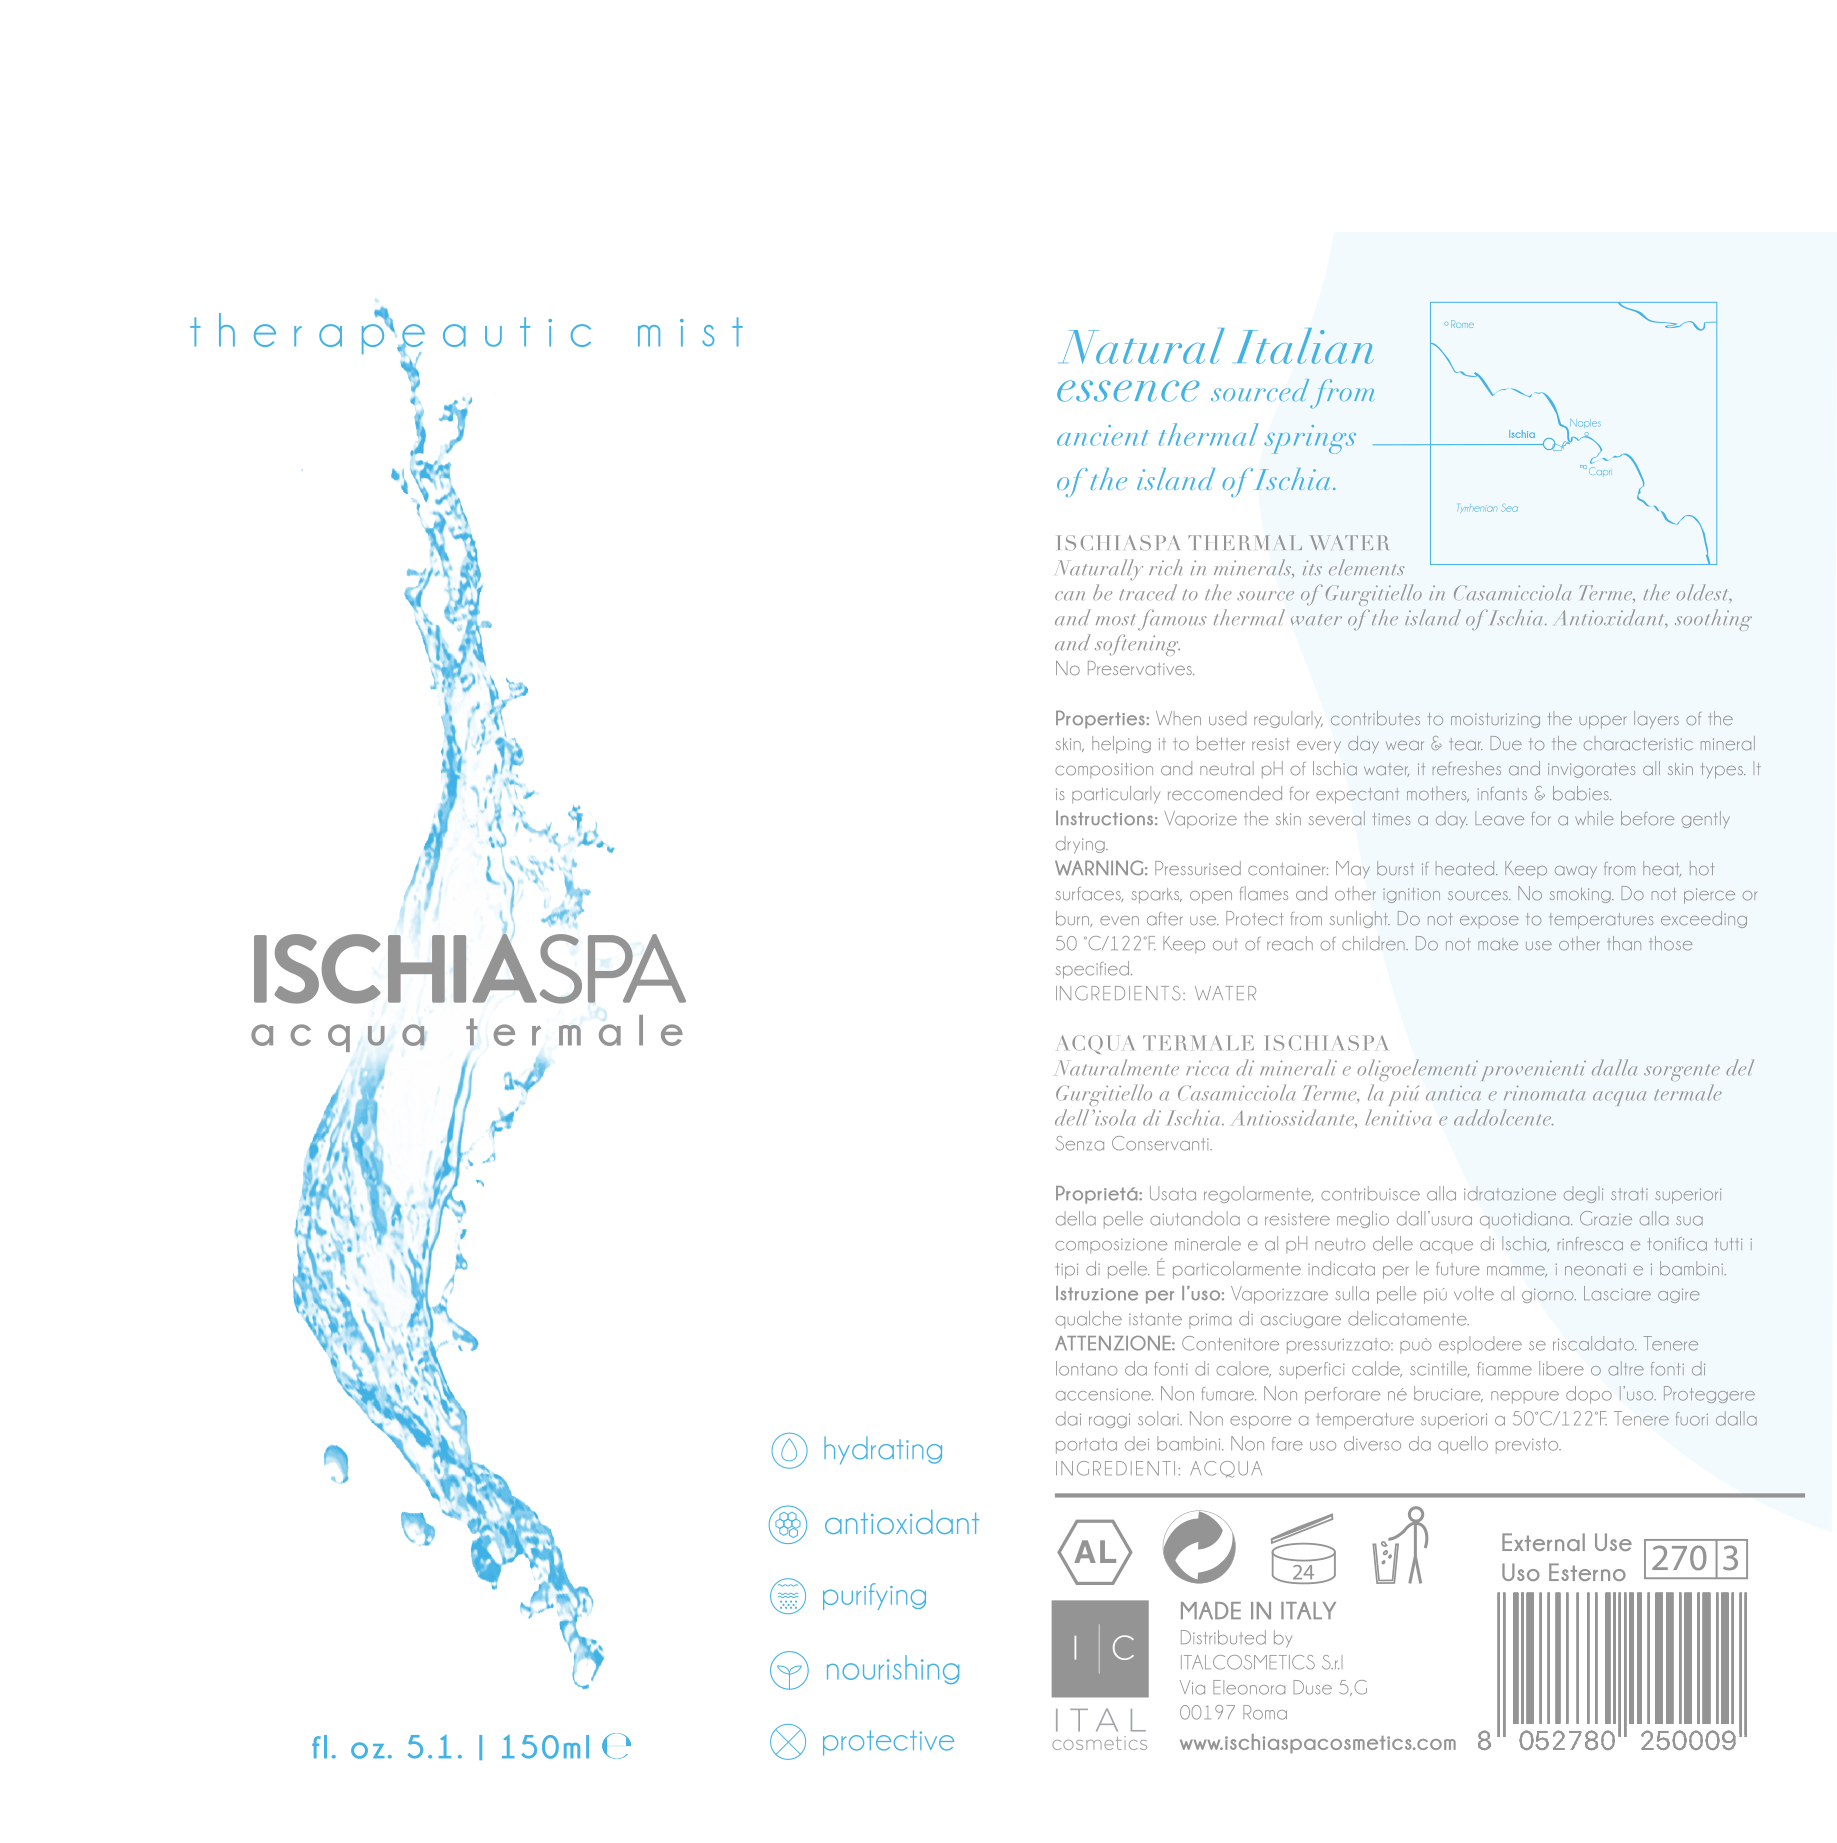 therapeautic mist
ISCHIASPA
acqua termale
hydrating
antioxidant
purifying
nourishing
protective
fl. oz. 5.1. | 150ml ℮
Natural Italian
essence sourced from
ancient thermal springs
of the island of Ischia.
Rome
Naples
Ischia
Capri
Tyrrhenian Sea
ISCHIASPA THERMAL WATER
Naturally rich in minerals, its elements
can be traced to the source of Gurgitiello in Casamicciola Terme, the oldest,
and most famous thermal water of the island of Ischia. Antioxidant, soothing
and softening.
No Preservatives.
Properties: When used regularly, contributes to moisturizing the upper layers of the
skin, helping it to better resist every day wear & tear. Due to the characteristic mineral
composition and neutral pH of Ischia water, it refreshes and invigorates all skin types. It
is particularly reccomended for expectant mothers, infants & babies.
Instructions: Vaporize the skin several times a day. Leave for a while before gently
drying.
WARNING: Pressurised container: May burst if heated. Keep away from heat, hot
surfaces, sparks, open flames and other ignition sources. No smoking. Do not pierce or
burn, even after use. Protect from sunlight. Do not expose to temperatures exceeding
50 °C/122°F. Keep out of reach of children. Do not make use other than those
specified.
INGREDIENTS: WATER
ACQUA TERMALE ISCHIASPA
Naturalmente ricca di minerali e oligoelementi provenienti dalla sorgente del
Gurgitiello a Casamicciola Terme, la piú antica e rinomata acqua termale
dell'isola di Ischia. Antiossidante, lenitiva e addolcente.
Senza Conservanti.
Proprietá: Usata regolarmente, contribuisce alla idratazione degli strati superiori
della pelle aiutandola a resistere meglio dall'usura quotidiana. Grazie alla sua
composizione minerale e al pH neutro delle acque di Ischia, rinfresca e tonifica tutti i
tipi di pelle. É particolarmente indicata per le future mamme, i neonati e i bambini.
Istruzione per l'uso: Vaporizzare sulla pelle piú volte al giorno. Lasciare agire
qualche istante prima di asciugare delicatamente.
ATTENZIONE: Contenitore pressurizzato: può esplodere se riscaldato. Tenere
lontano da fonti di calore, superfici calde, scintille, fiamme libere o altre fonti di
accensione. Non fumare. Non perforare né bruciare, neppure dopo l'uso. Proteggere
dai raggi solari. Non esporre a temperature superiori a 50°C/122°F. Tenere fuori dalla
portata dei bambini. Non fare uso diverso da quello previsto.
INGREDIENTI: ACQUA
AL
24
External Use
Uso Esterno
270 3
I C
ITAL
cosmetics
MADE IN ITALY
Distributed by
ITALCOSMETICS S.r.l
Via Eleonora Duse 5,G
00197 Roma
www.ischiaspacosmetics.com
8 052780 250009